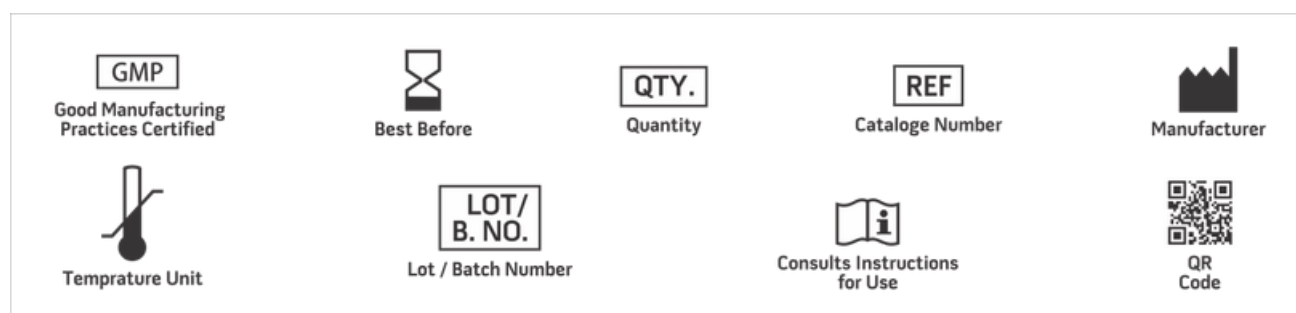 GMP
Good Manufacturing
Practices Certified
Best Before
QTY.
Quantity
REF
Cataloge Number
Manufacturer
Temprature Unit
LOT/
B. NO.
Lot / Batch Number
i
Consults Instructions
for Use
QR
Code